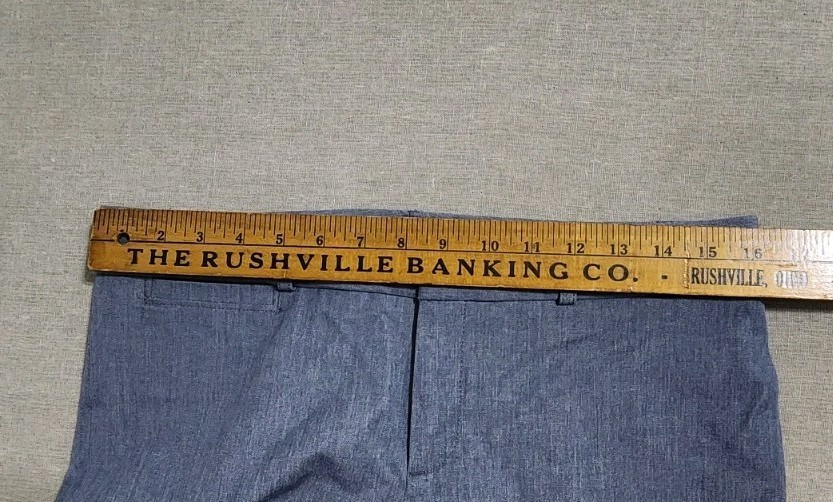 1 2 3 4 5 6 7 8 9 10 11 12 13 14 15 16
THE RUSHVILLE BANKING CO. · RUSHVILLE, OHIO